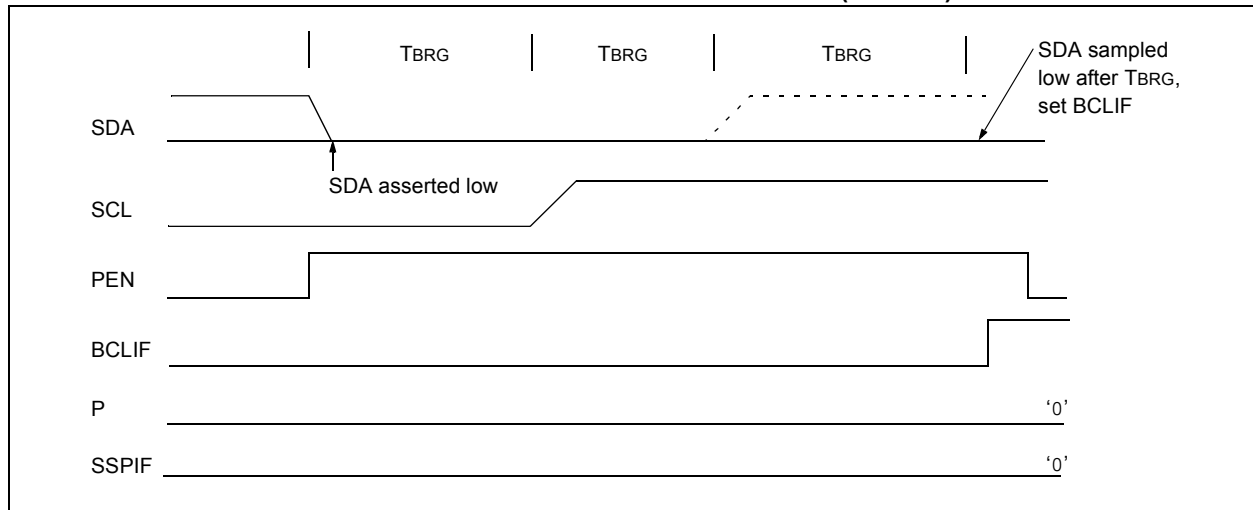 TBRG TBRG TBRG
SDA sampled
low after TBRG,
set BCLIF
SDA
SDA asserted low
SCL
PEN
BCLIF
P '0'
SSPIF '0'